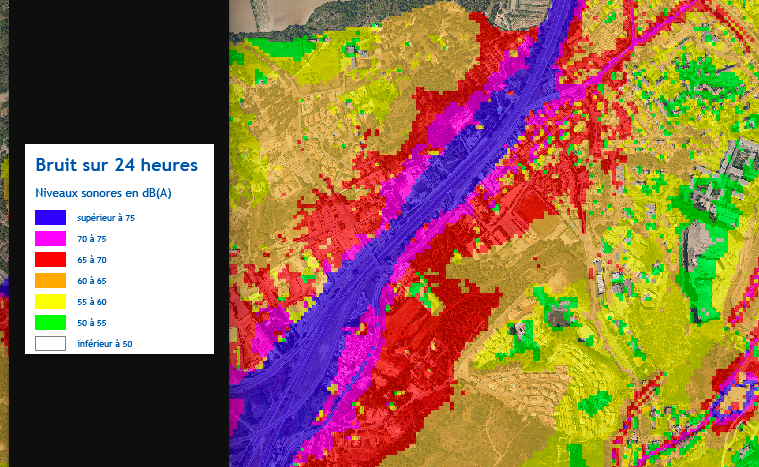 Bruit sur 24 heures
Niveaux sonores en dB(A)
supérieur à 75
70 à 75
65 à 70
60 à 65
55 à 60
50 à 55
inférieur à 50